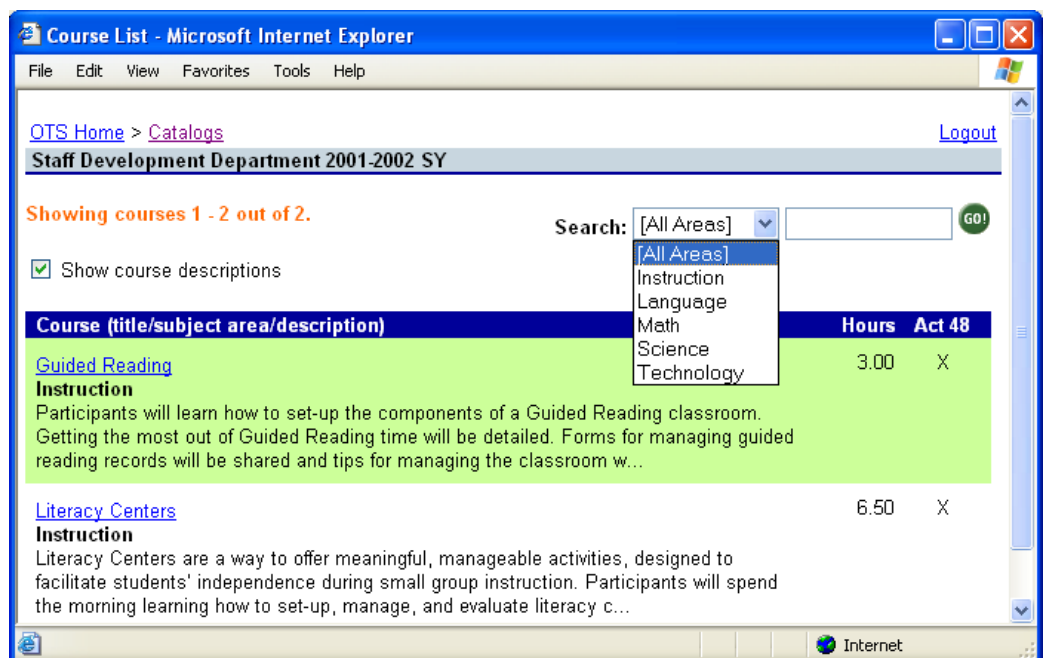 Course List - Microsoft Internet Explorer
File Edit View Favorites Tools Help
OTS Home > Catalogs Logout
Staff Development Department 2001-2002 SY
Showing courses 1 - 2 out of 2.
Search: [All Areas] GO!
[All Areas]
Instruction
Language
Math
Science
Technology
Show course descriptions
Course (title/subject area/description) Hours Act 48
Guided Reading 3.00 X
Instruction
Participants will learn how to set-up the components of a Guided Reading classroom.
Getting the most out of Guided Reading time will be detailed. Forms for managing guided
reading records will be shared and tips for managing the classroom w...
Literacy Centers 6.50 X
Instruction
Literacy Centers are a way to offer meaningful, manageable activities, designed to
facilitate students' independence during small group instruction. Participants will spend
the morning learning how to set-up, manage, and evaluate literacy c...
Internet